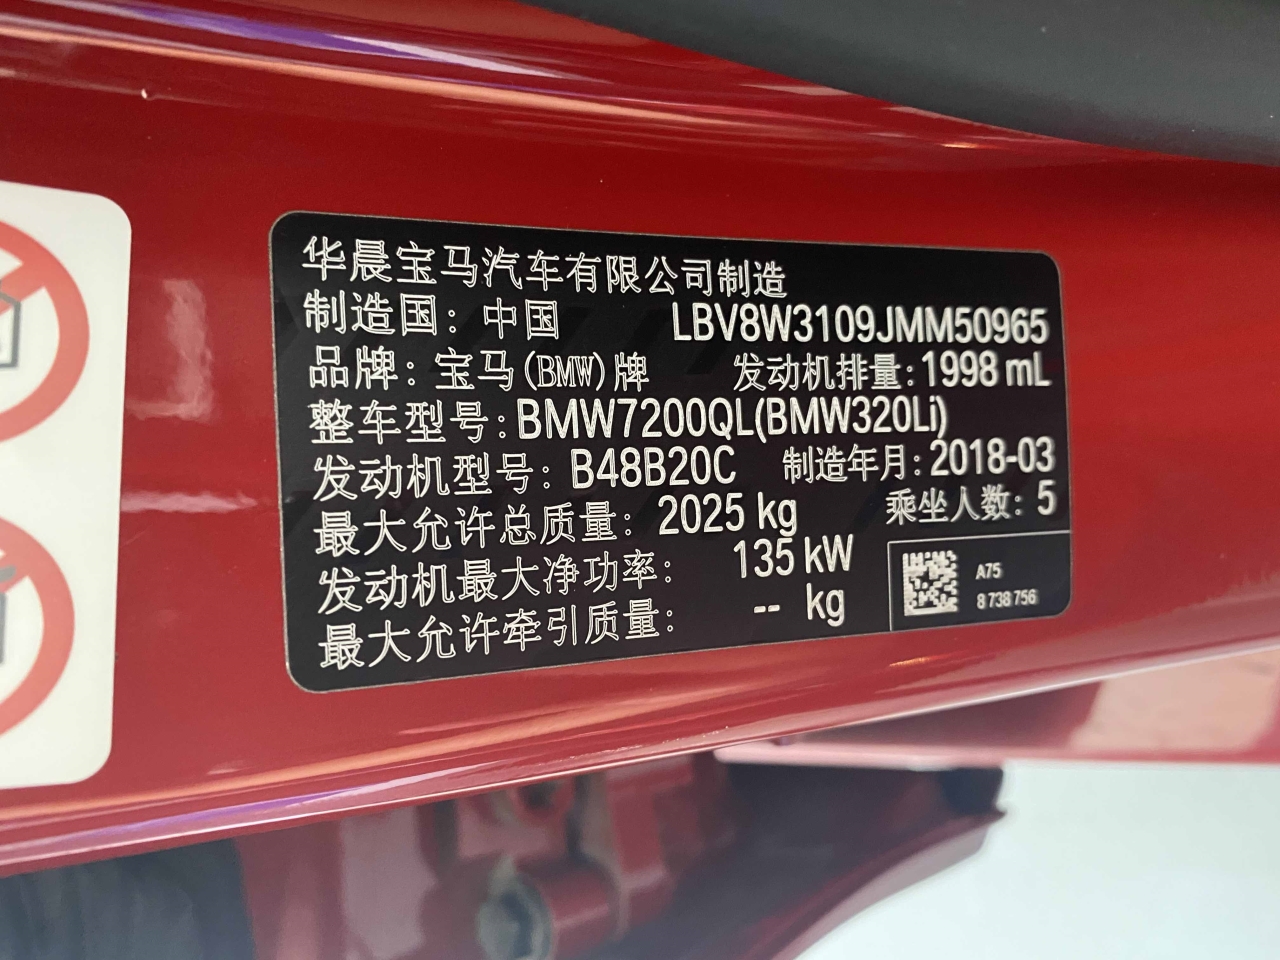 华晨宝马汽车有限公司制造
制造国：中国 LBV8W3109JMM50965
品牌：宝马(BMW)牌 发动机排量：1998 mL
整车型号：BMW7200QL(BMW320Li)
发动机型号：B48B20C 制造年月：2018-03
最大允许总质量：2025 kg 乘坐人数：5
发动机最大净功率：135 kW
最大允许牵引质量：-- kg
A75
8 738 756